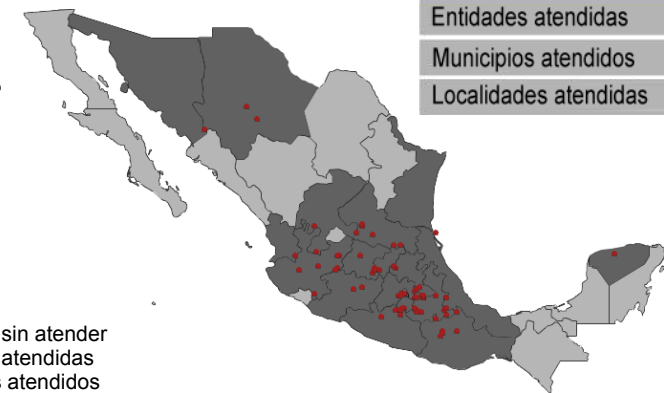 Entidades atendidas
Municipios atendidos
Localidades atendidas
sin atender
atendidas
atendidos